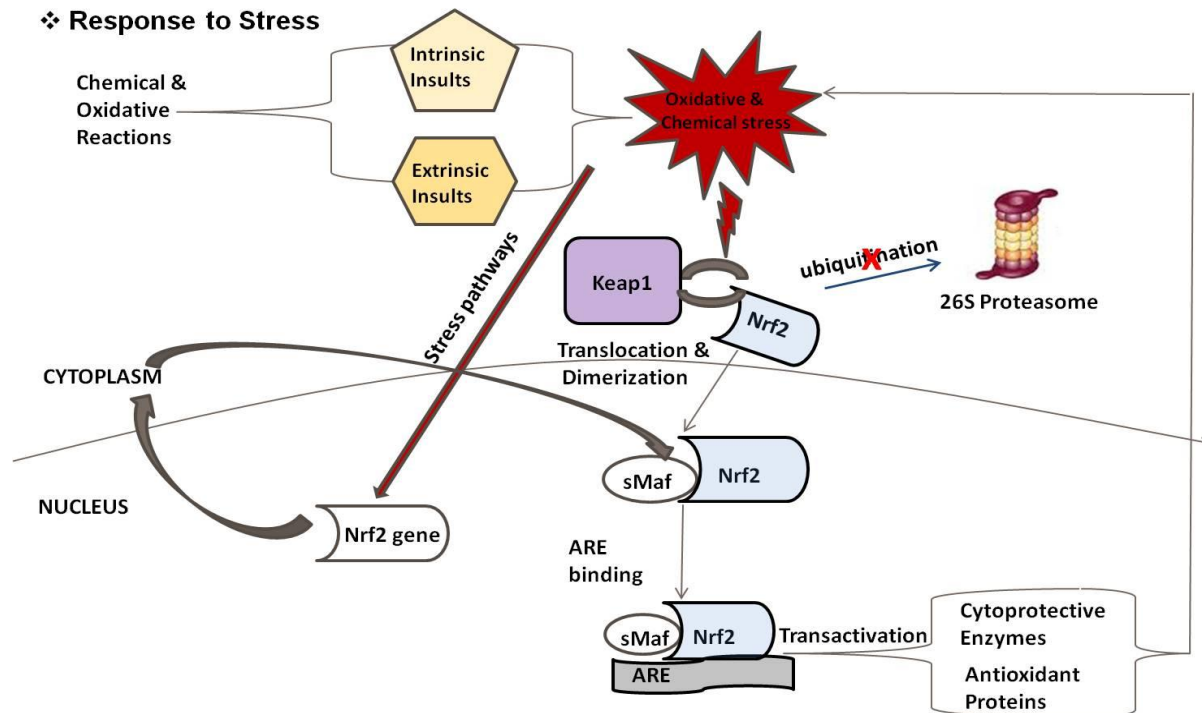 ❖ Response to Stress
Chemical &
Oxidative
Reactions
Intrinsic
Insults
Extrinsic
Insults
Oxidative &
Chemical stress
Stress pathways
Keap1
Nrf2
ubiquitination
X
26S Proteasome
Translocation &
Dimerization
CYTOPLASM
NUCLEUS
Nrf2 gene
sMaf
Nrf2
ARE
binding
sMaf
Nrf2
ARE
Transactivation
Cytoprotective
Enzymes
Antioxidant
Proteins